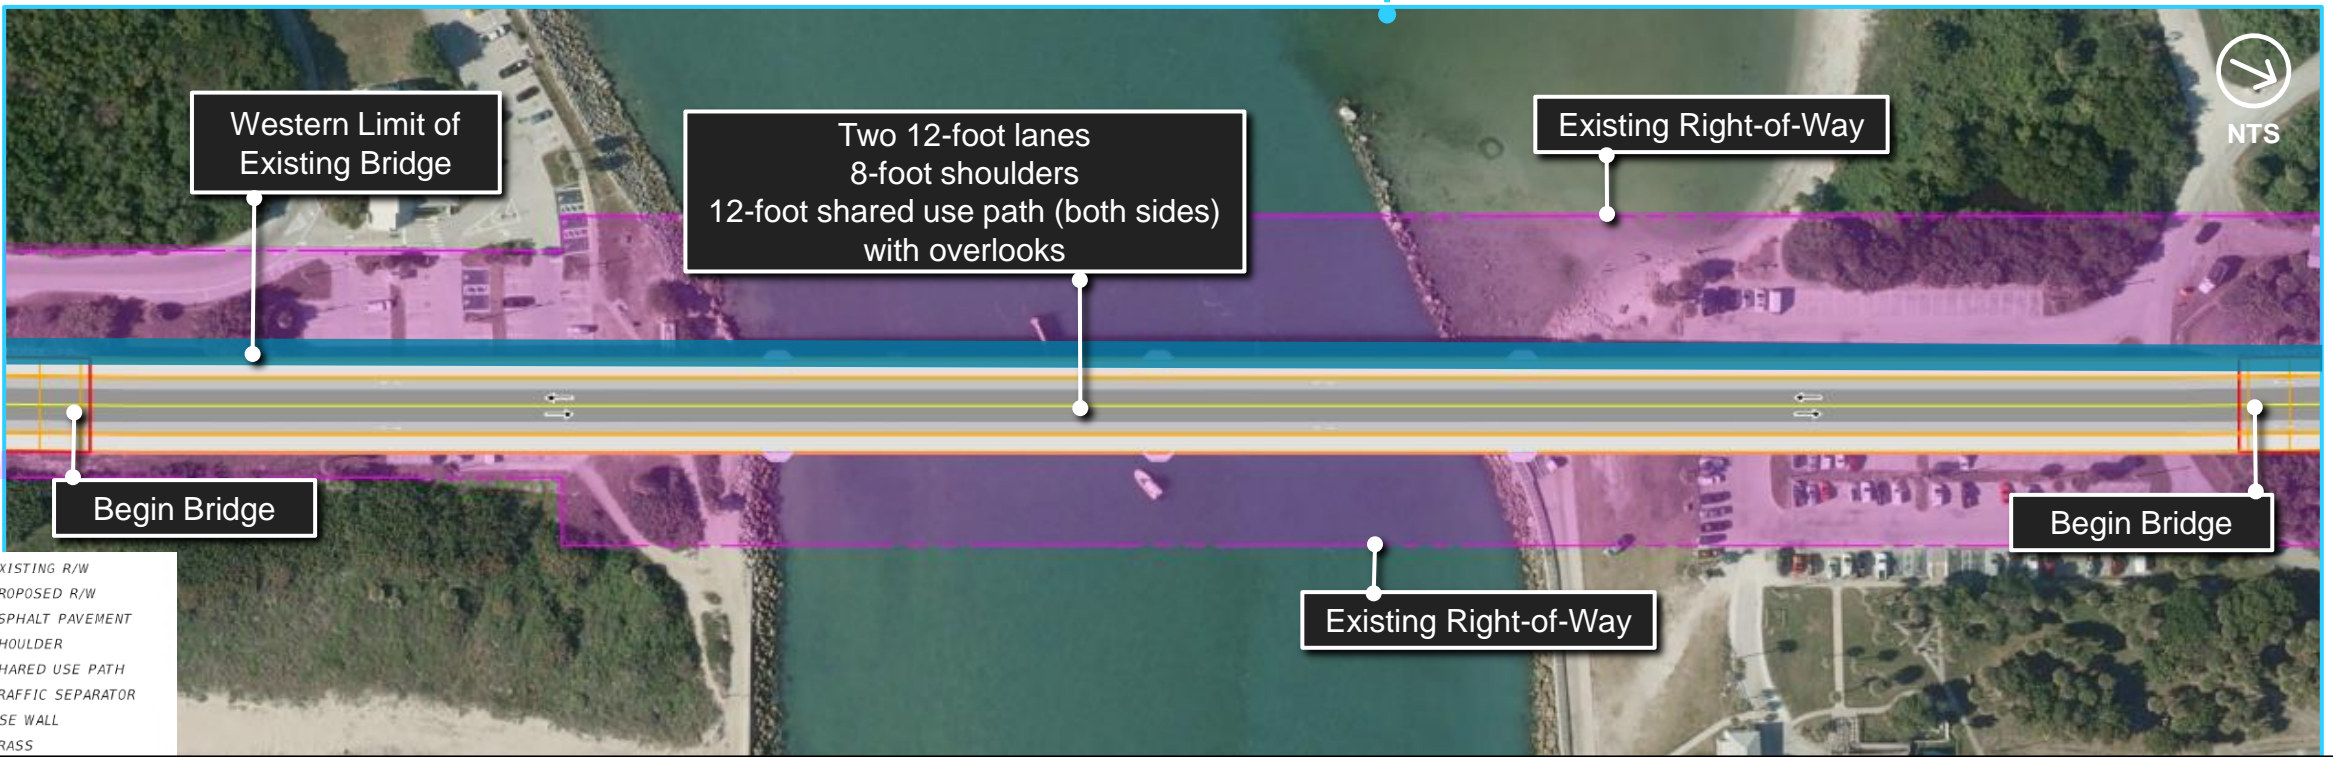 NTS
Western Limit of
Existing Bridge
Two 12-foot lanes
8-foot shoulders
12-foot shared use path (both sides)
with overlooks
Existing Right-of-Way
Begin Bridge
Begin Bridge
Existing Right-of-Way
XISTING R/W
ROPOSED R/W
SPHALT PAVEMENT
HOULDER
HARED USE PATH
RAFFIC SEPARATOR
SE WALL
RASS